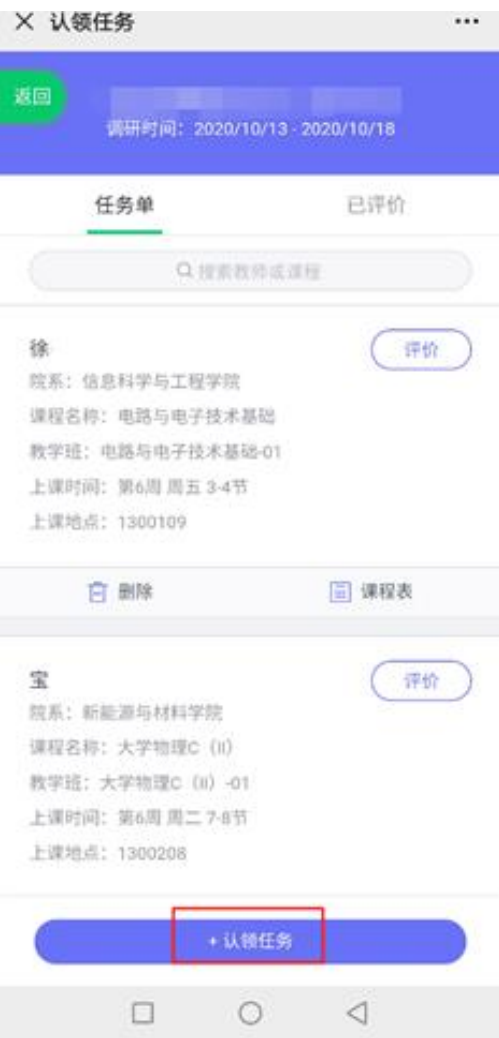 认领任务
返回
调研时间：2020/10/13 - 2020/10/18
任务单 已评价
搜索教师或课程
徐 评价
院系：信息科学与工程学院
课程名称：电路与电子技术基础
教学班：电路与电子技术基础-01
上课时间：第6周 周五 3-4节
上课地点：1300109
删除 课程表
宝 评价
院系：新能源与材料学院
课程名称：大学物理C（II）
教学班：大学物理C（II）-01
上课时间：第6周 周二 7-8节
上课地点：1300208
+ 认领任务